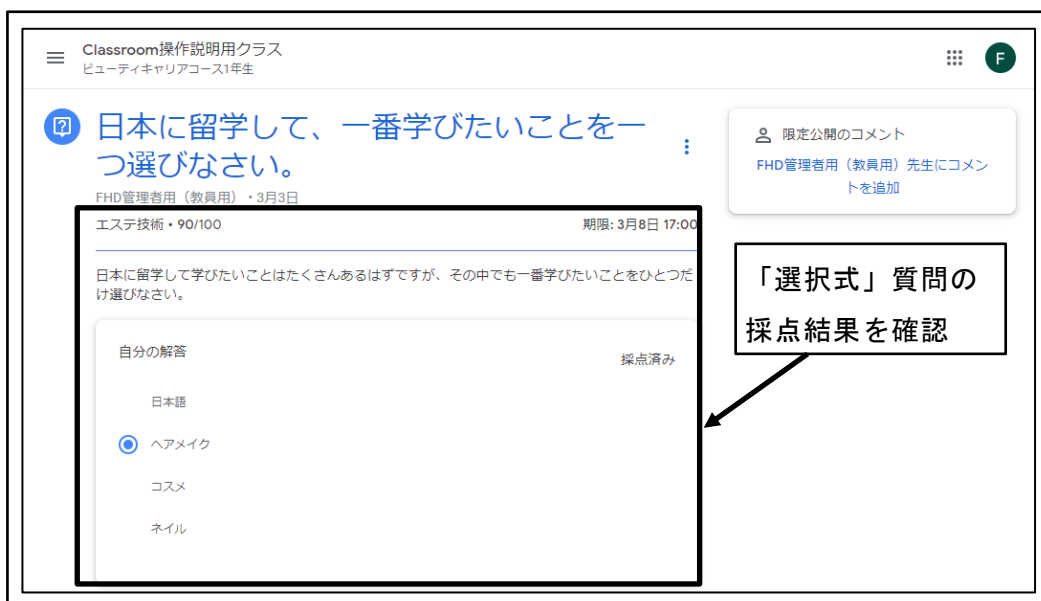 Classroom操作説明用クラス
ビューティキャリアコース1年生
F
日本に留学して、一番学びたいことを一
つ選びなさい。
FHD管理者用（教員用）・3月3日
限定公開のコメント
FHD管理者用（教員用）先生にコメン
トを追加
エステ技術・90/100
期限: 3月8日 17:00
日本に留学して学びたいことはたくさんあるはずですが、その中でも一番学びたいことをひとつだ
け選びなさい。
「選択式」質問の
採点結果を確認
自分の解答
採点済み
日本語
ヘアメイク
コスメ
ネイル